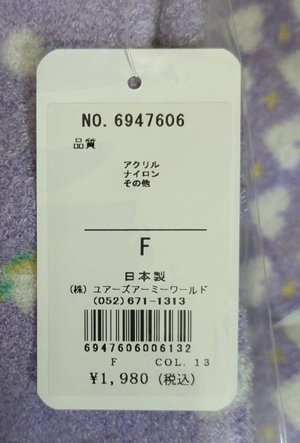 NO. 6947606
品質
アクリル
ナイロン
その他
F
日本製
(株) ユアーズアーミーワールド
(052) 671-1313
6947606006132
F COL. 13
¥1,980 (税込)